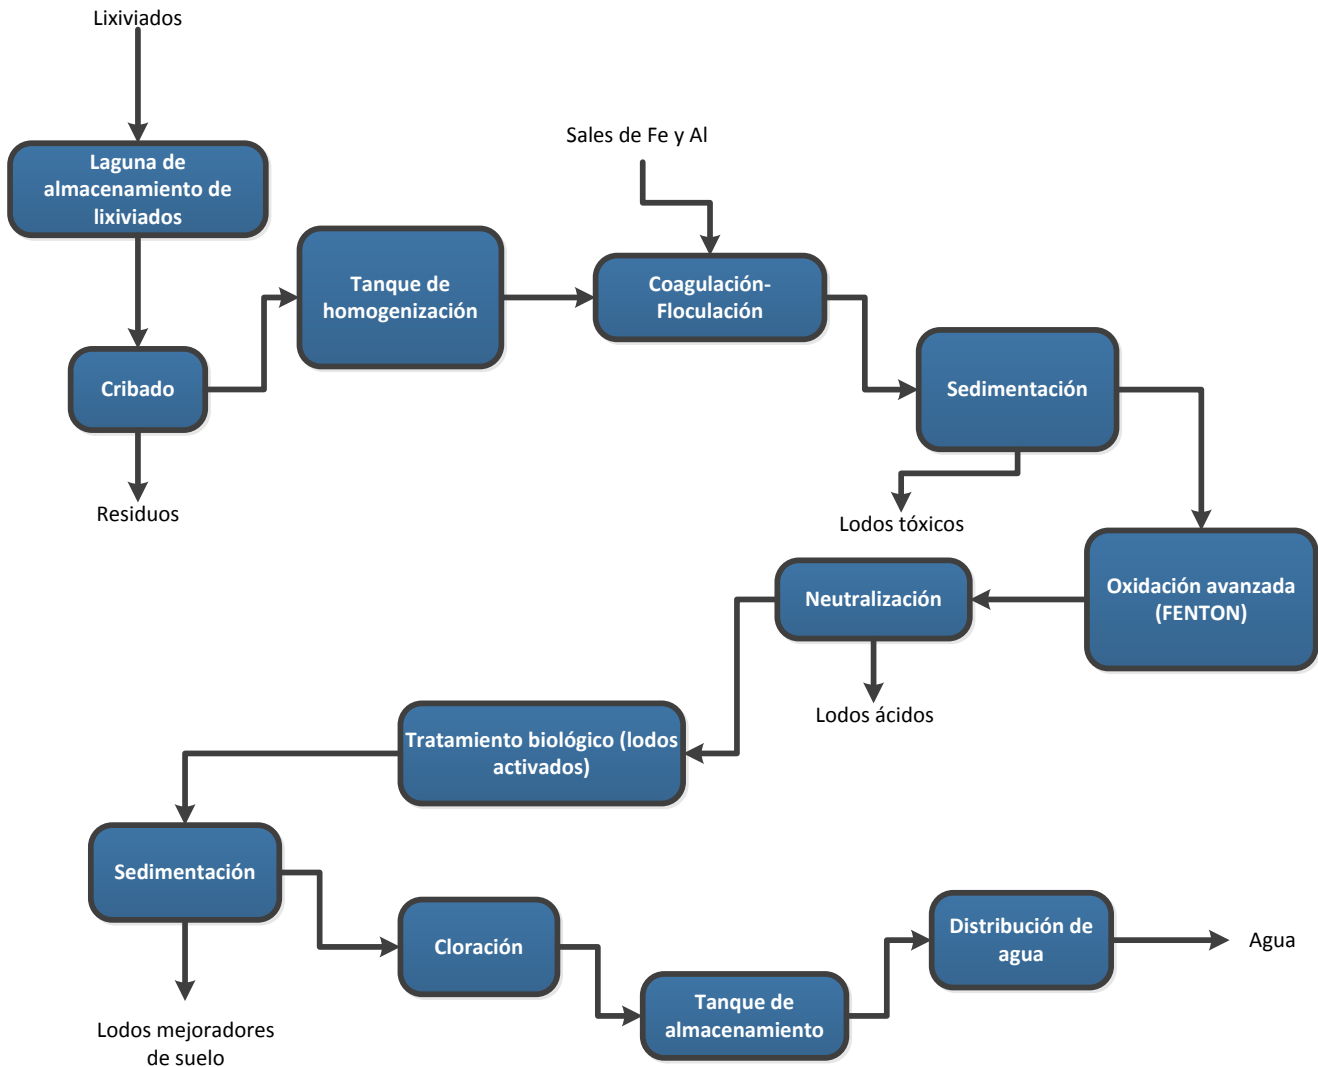 Lixiviados
Laguna de
almacenamiento de
lixiviados
Sales de Fe y Al
Tanque de
homogenización
Coagulación-
Floculación
Cribado
Sedimentación
Residuos
Lodos tóxicos
Oxidación avanzada
(FENTON)
Neutralización
Lodos ácidos
Tratamiento biológico (lodos
activados)
Sedimentación
Lodos mejoradores
de suelo
Cloración
Tanque de
almacenamiento
Distribución de
agua
Agua